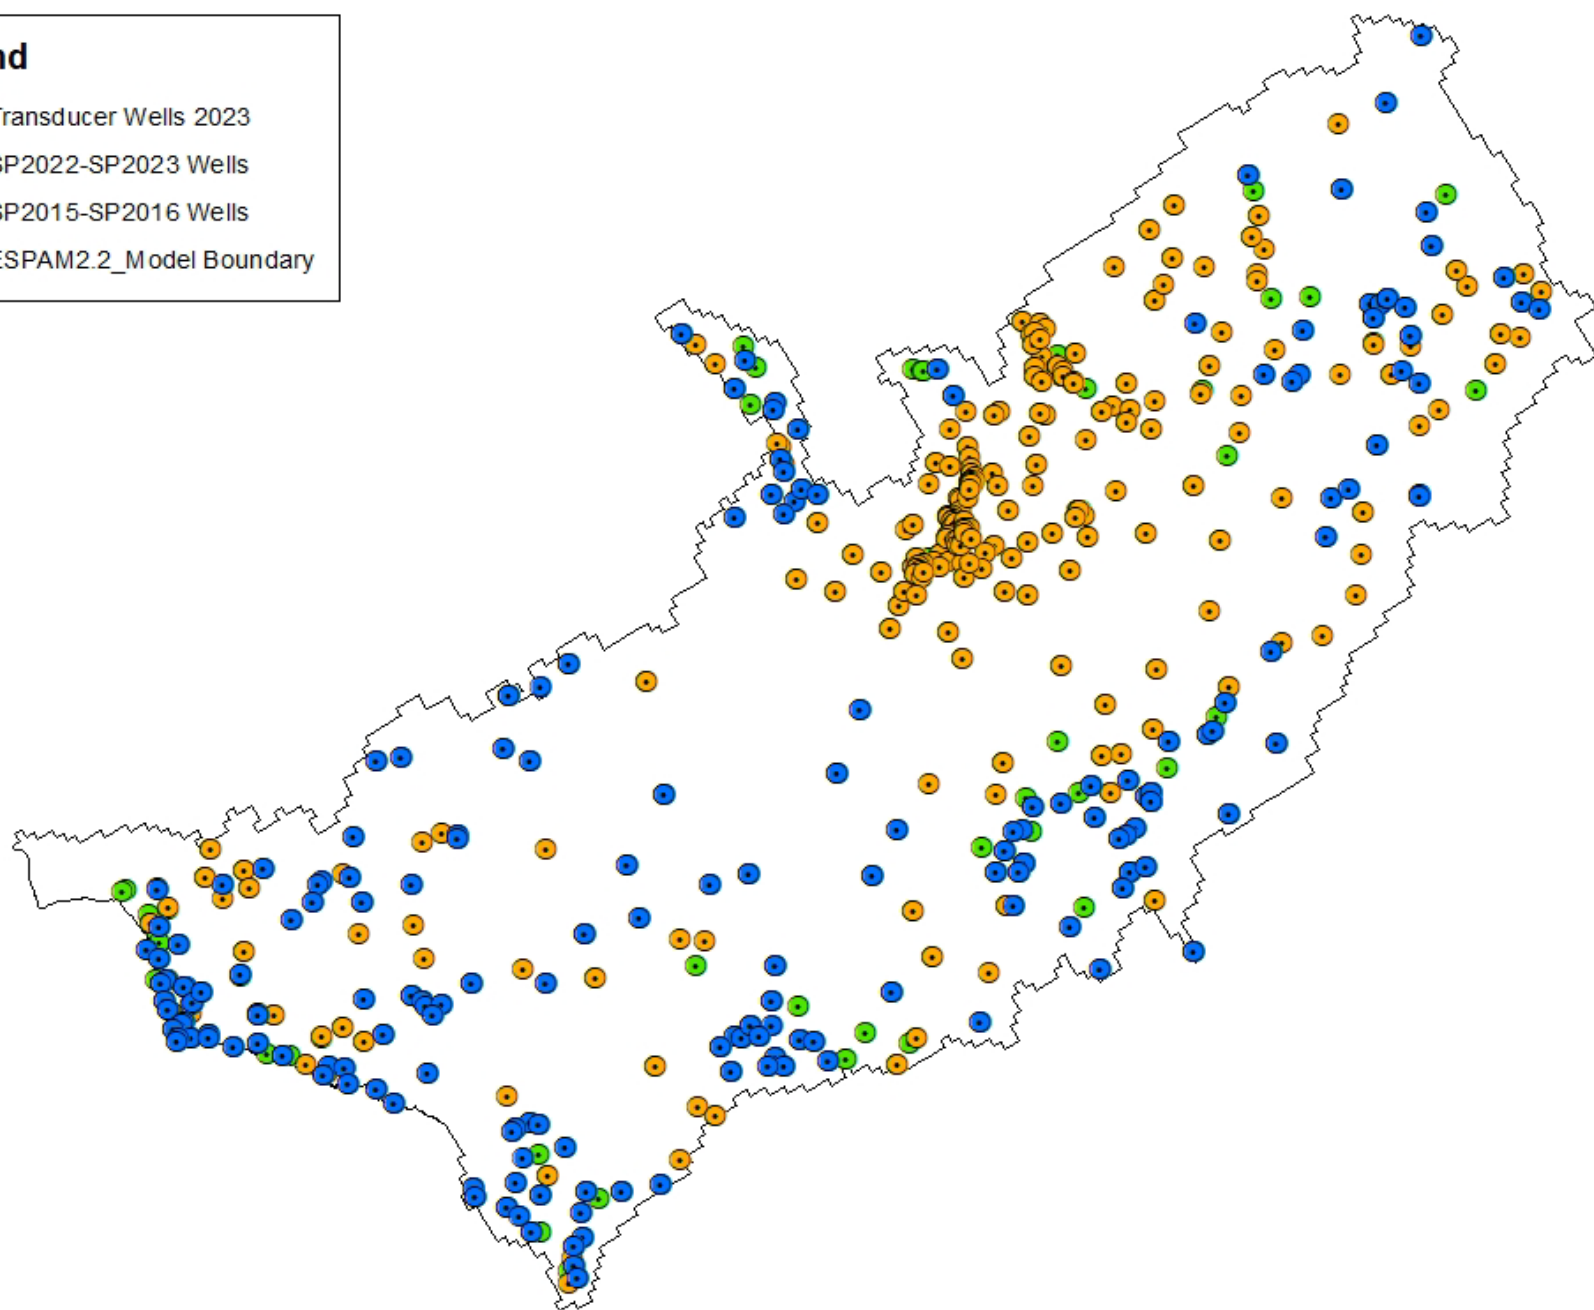 nd
Transducer Wells 2023
SP2022-SP2023 Wells
SP2015-SP2016 Wells
ESPAM2.2_Model Boundary